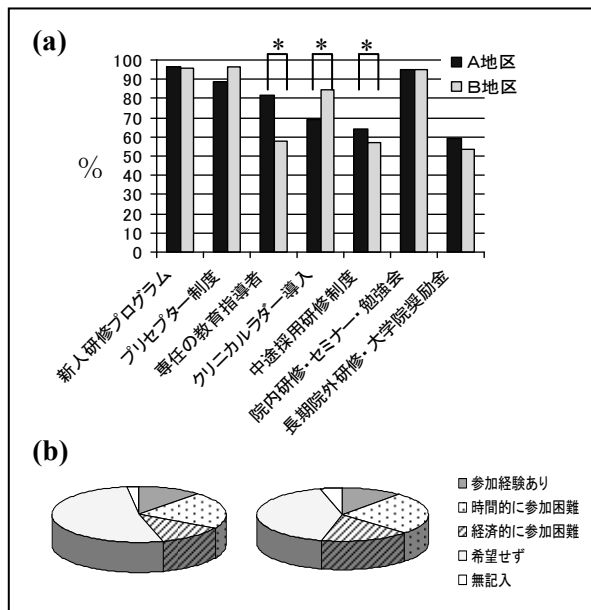 (a)
* * *
A地区
B地区
100
90
80
70
60
50
40
30
20
10
0
%
新人研修プログラム
プリセプター制度
専任の教育指導者
クリニカルラダー導入
中途採用研修制度
院内研修・セミナー・勉強会
長期院外研修・大学院奨励金
(b)
参加経験あり
時間的に参加困難
経済的に参加困難
希望せず
無記入